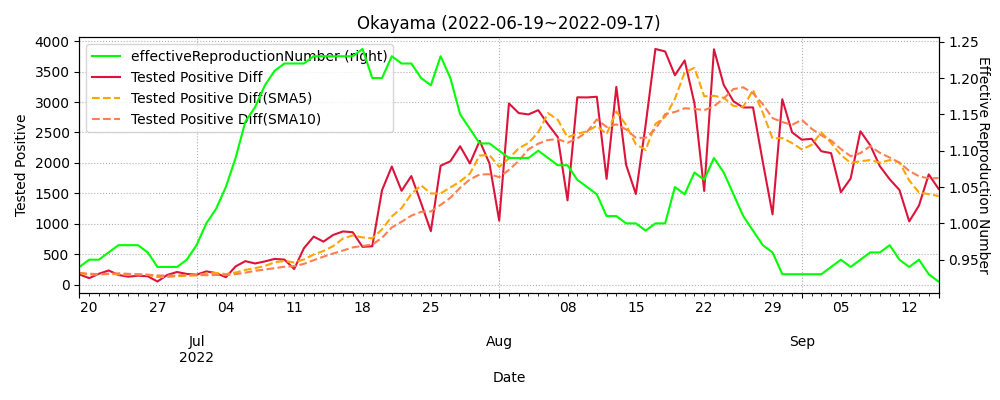 Okayama (2022-06-19~2022-09-17)
effectiveReproductionNumber (right)
Tested Positive Diff
Tested Positive Diff(SMA5)
Tested Positive Diff(SMA10)
Tested Positive
4000
3500
3000
2500
2000
1500
1000
500
0
1.25
1.20
1.15
1.10
1.05
1.00
0.95
Effective Reproduction Number
20 27 04 11 18 25 08 15 22 29 05 12
Jul Aug Sep
2022
Date